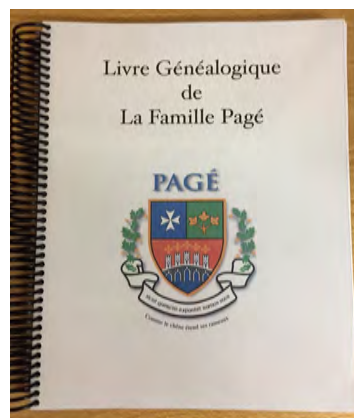 Livre Généalogique
de
La Famille Pagé
PAGÉ
Comme le chêne étend ses rameaux